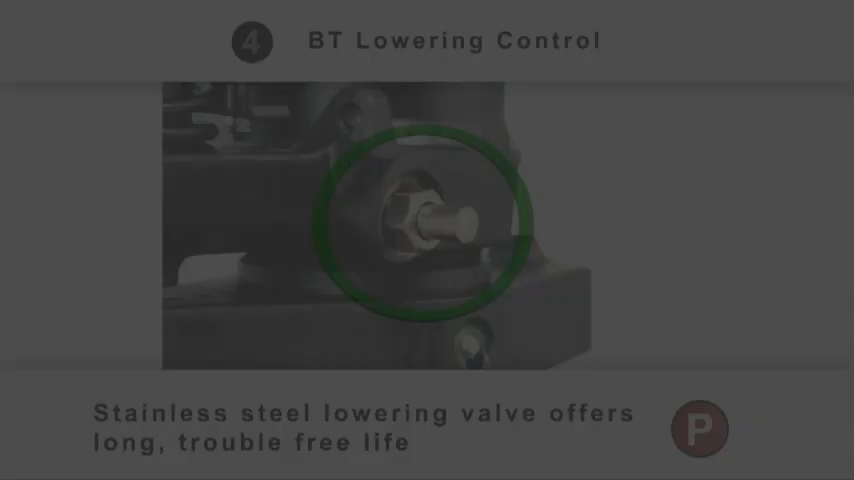 4 BT Lowering Control
Stainless steel lowering valve offers
long, trouble free life
P